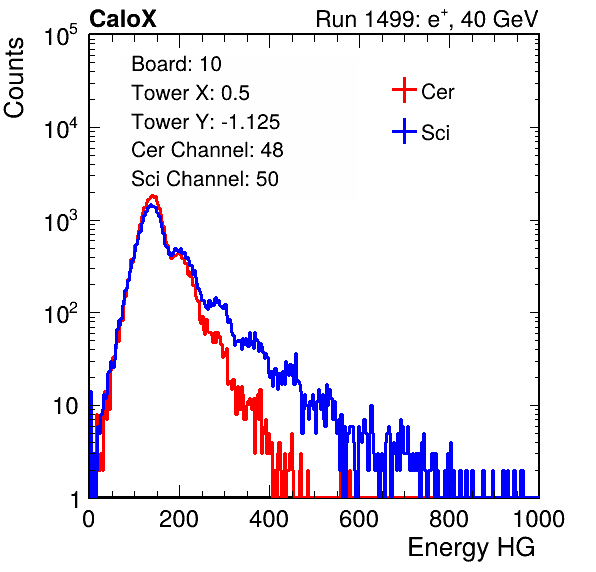 CaloX Run 1499: e⁺, 40 GeV
Counts
Board: 10
Tower X: 0.5
Tower Y: -1.125
Cer Channel: 48
Sci Channel: 50
Cer
Sci
10⁵
10⁴
10³
10²
10
1
0 200 400 600 800 1000
Energy HG